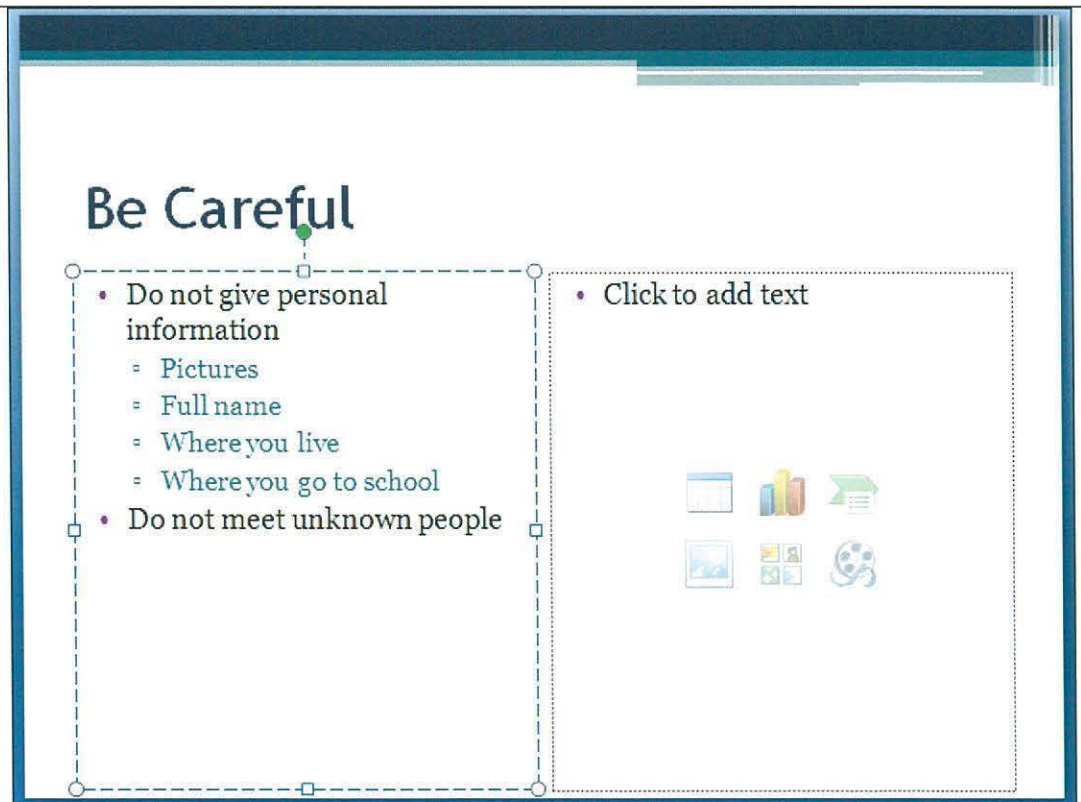 Be Careful
• Do not give personal
information
▫ Pictures
▫ Full name
▫ Where you live
▫ Where you go to school
• Do not meet unknown people
• Click to add text